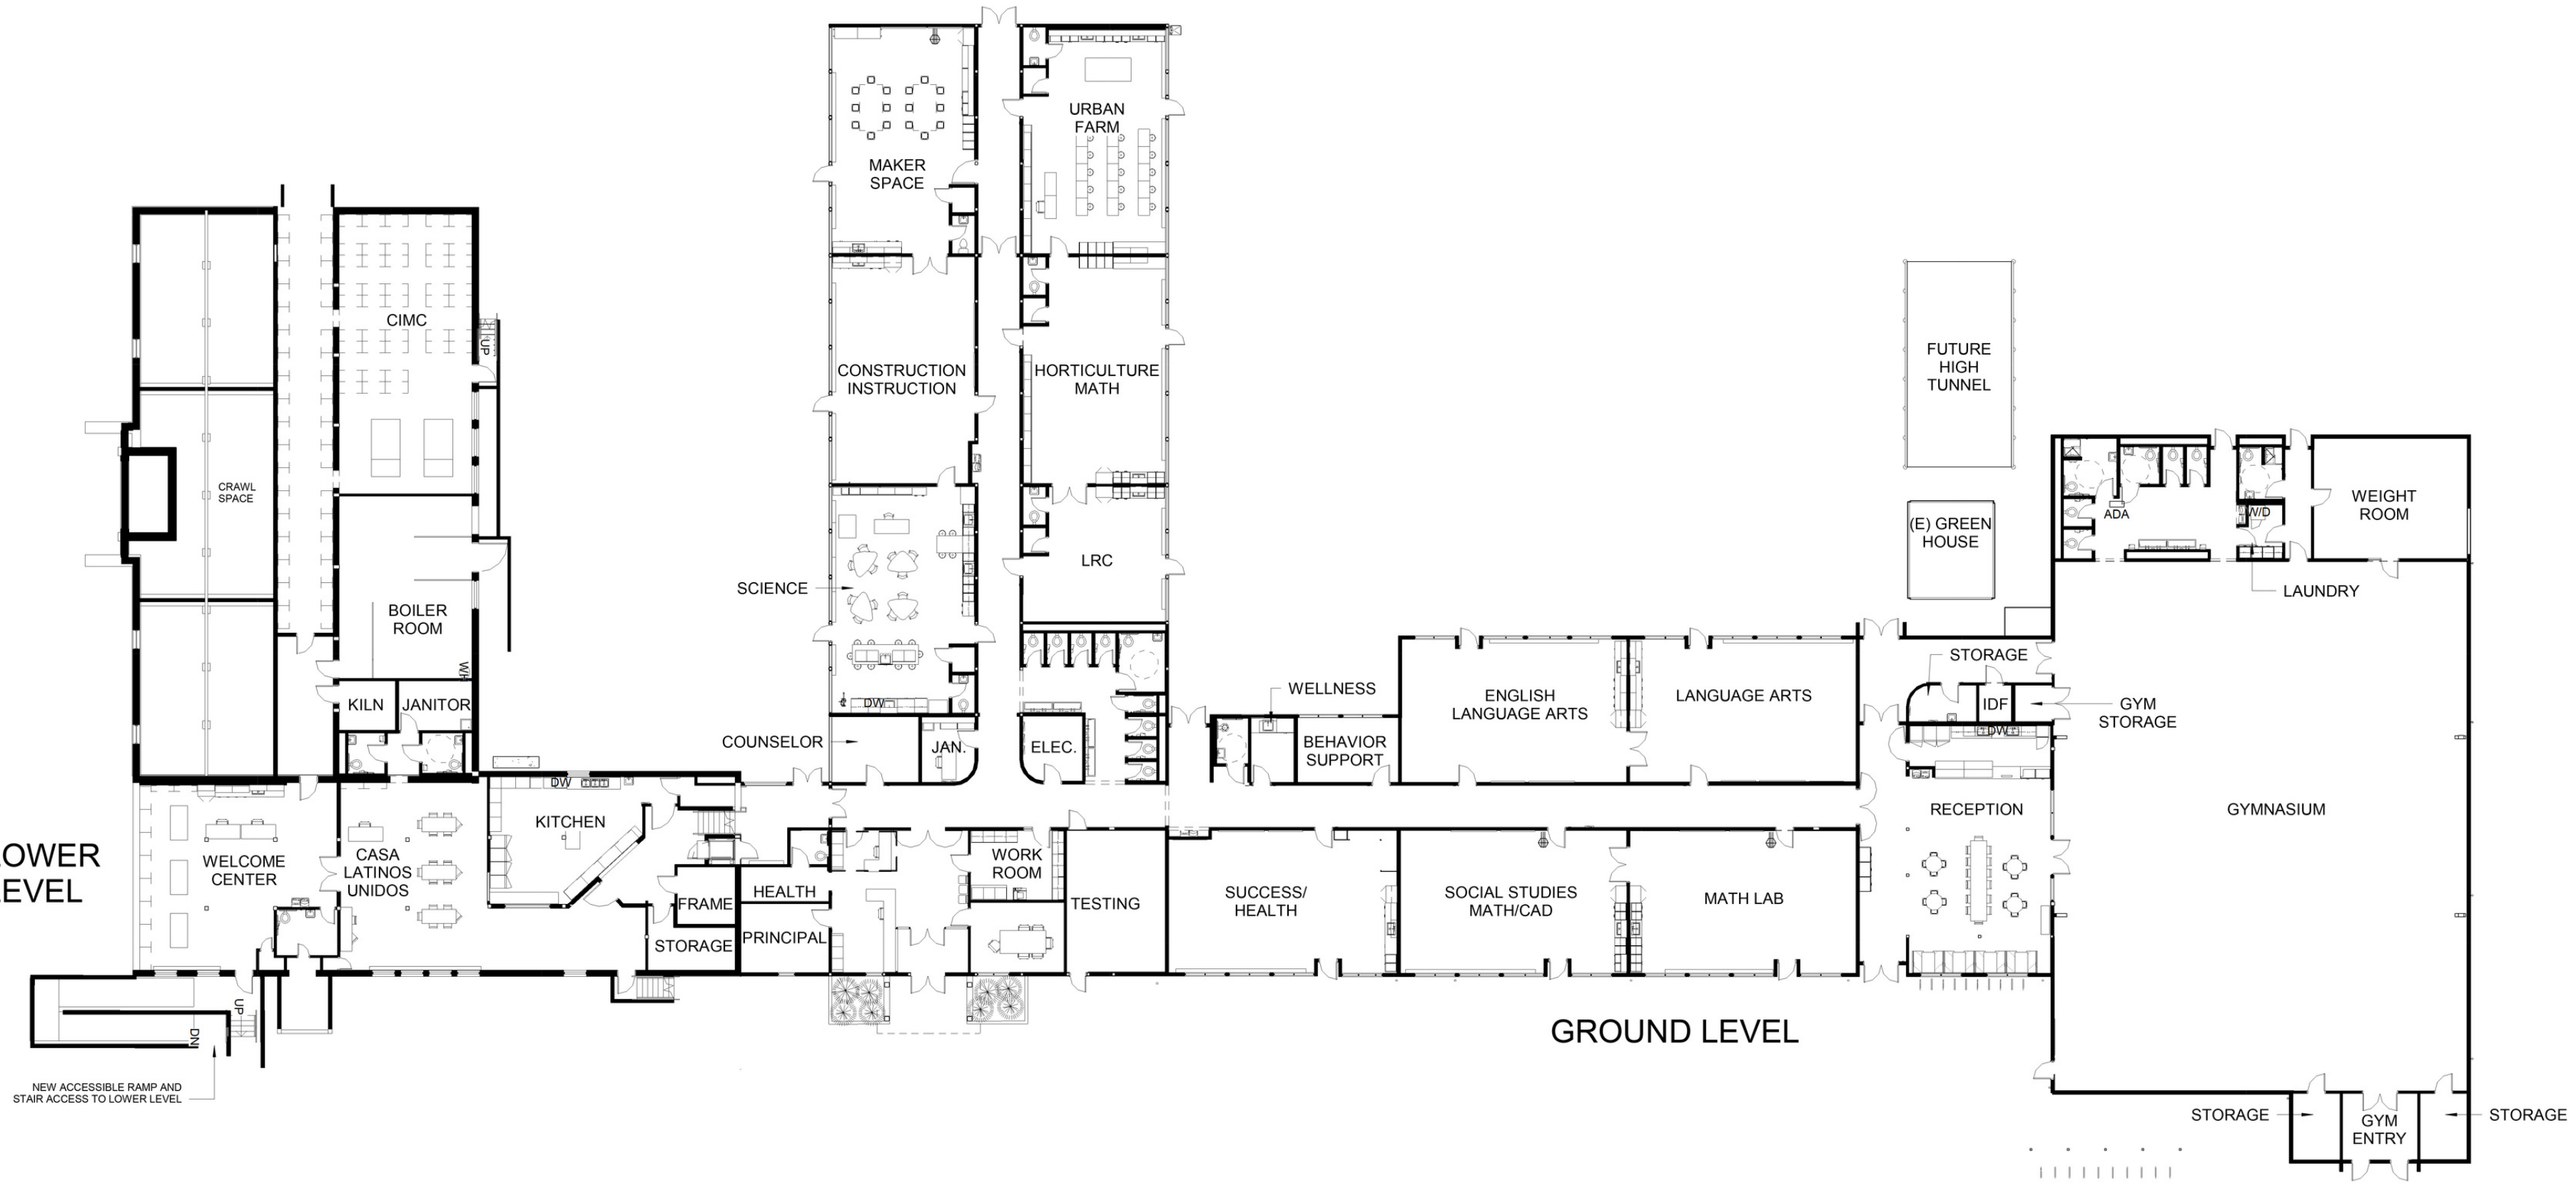 URBAN
FARM
MAKER
SPACE
CIMC
UP
CONSTRUCTION
INSTRUCTION
HORTICULTURE
MATH
FUTURE
HIGH
TUNNEL
CRAWL
SPACE
(E) GREEN
HOUSE
ADA
W/D
WEIGHT
ROOM
LRC
SCIENCE
LAUNDRY
BOILER
ROOM
WH
KILN
JANITOR
DW
WELLNESS
ENGLISH
LANGUAGE ARTS
LANGUAGE ARTS
STORAGE
IDF
GYM
STORAGE
COUNSELOR
JAN.
ELEC.
BEHAVIOR
SUPPORT
DW
DW
KITCHEN
RECEPTION
GYMNASIUM
OWER
EVEL
WELCOME
CENTER
CASA
LATINOS
UNIDOS
WORK
ROOM
HEALTH
FRAME
TESTING
SUCCESS/
HEALTH
SOCIAL STUDIES
MATH/CAD
MATH LAB
STORAGE
PRINCIPAL
UP
DN
GROUND LEVEL
NEW ACCESSIBLE RAMP AND
STAIR ACCESS TO LOWER LEVEL
STORAGE
GYM
ENTRY
STORAGE